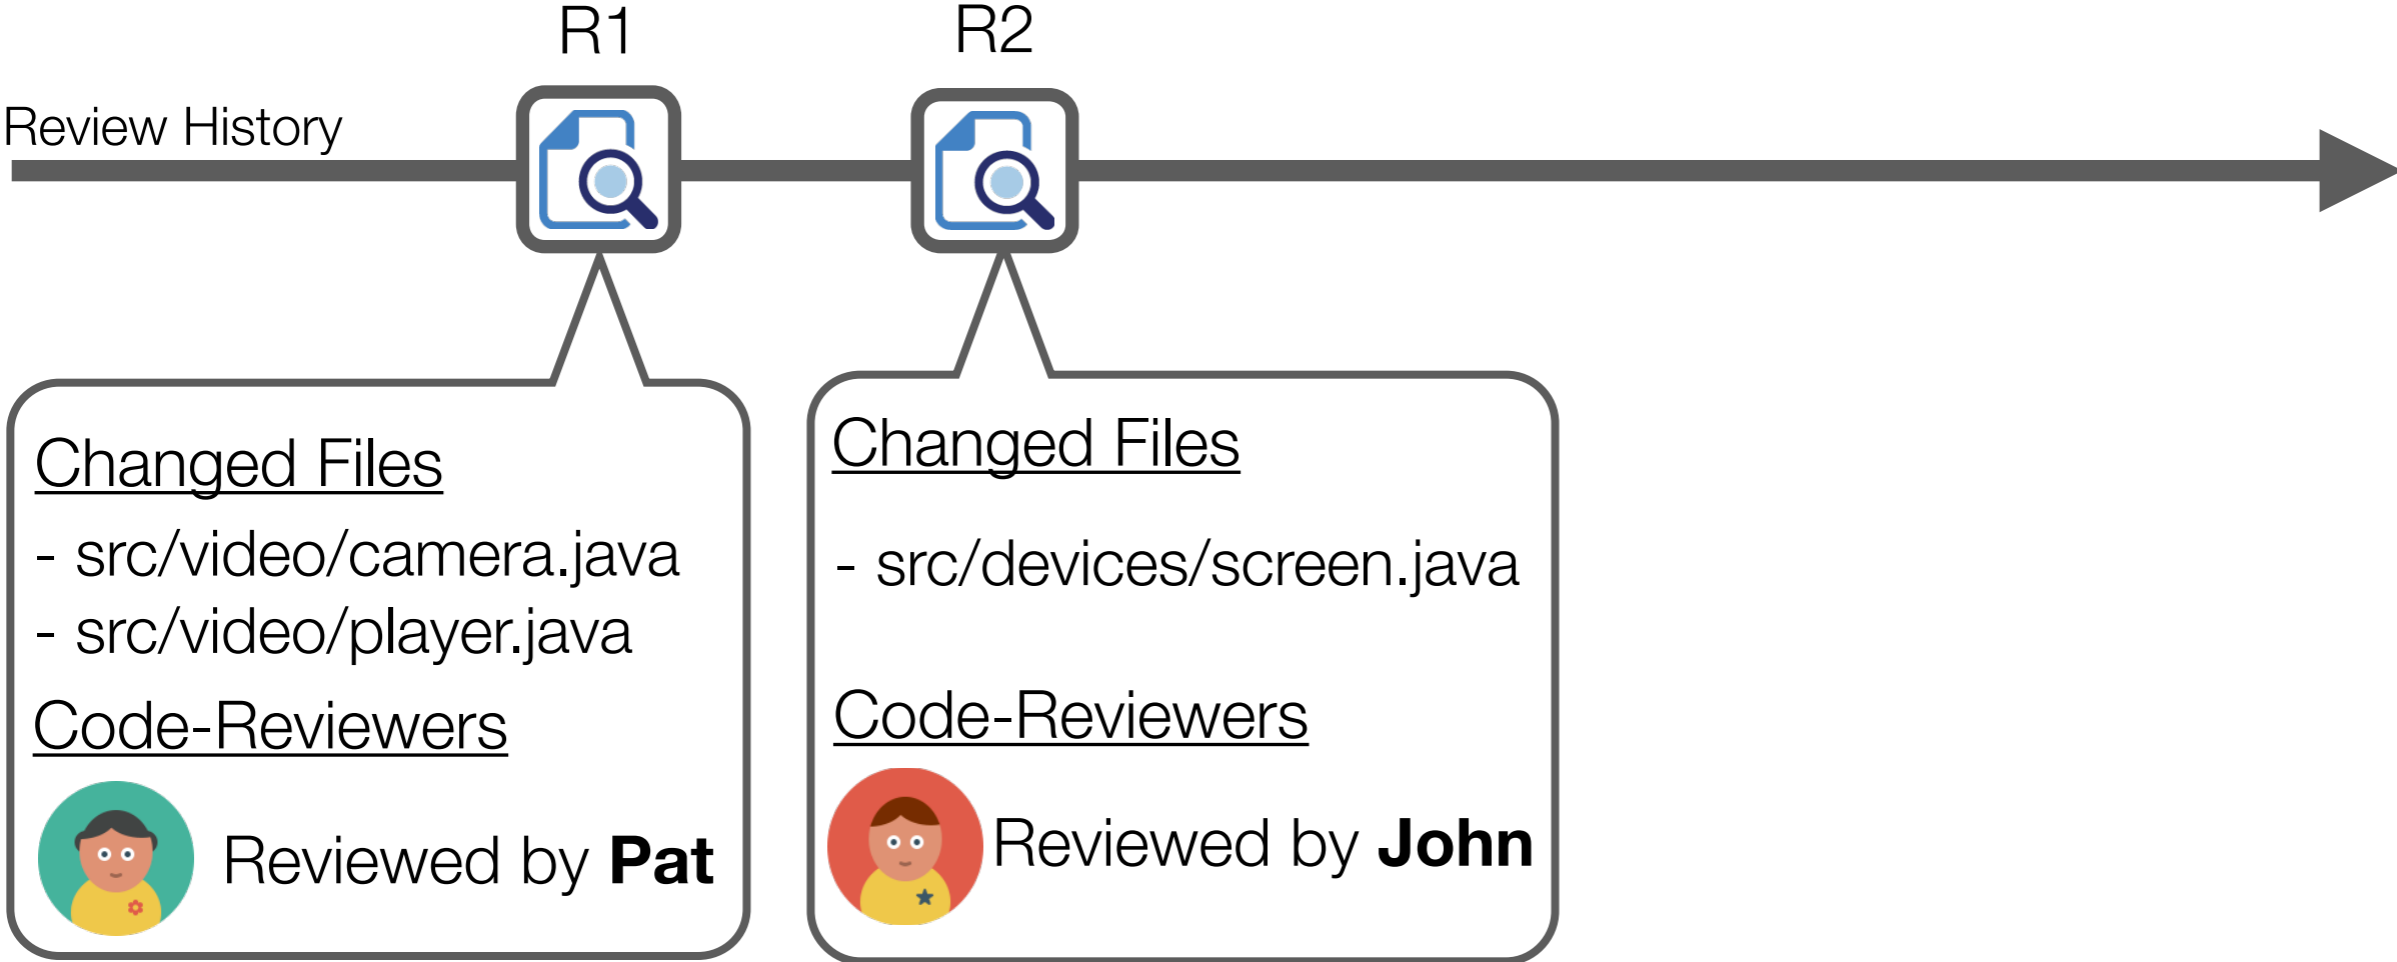 R1
R2
Review History
Changed Files
- src/video/camera.java
- src/video/player.java
Code-Reviewers
Reviewed by Pat
Changed Files
- src/devices/screen.java
Code-Reviewers
Reviewed by John